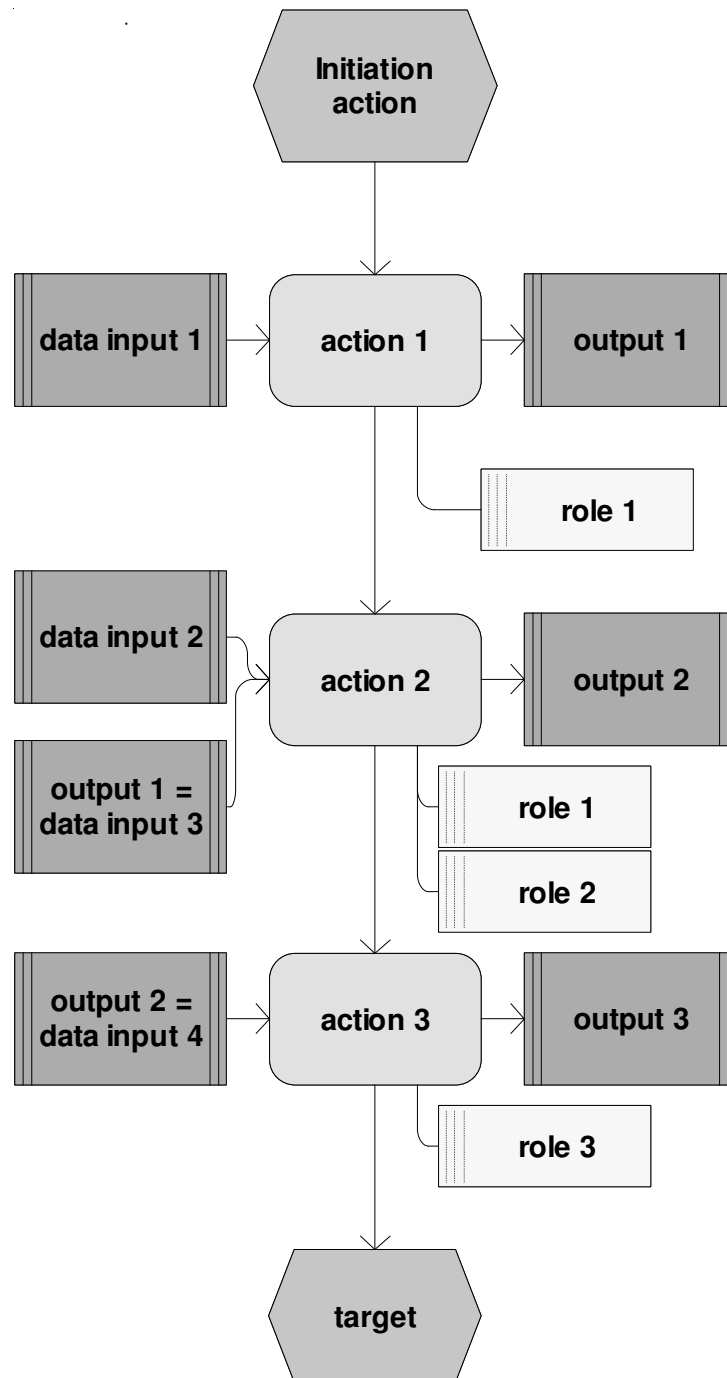 Initiation
action
data input 1
action 1
output 1
role 1
data input 2
action 2
output 2
output 1 =
data input 3
role 1
role 2
output 2 =
data input 4
action 3
output 3
role 3
target